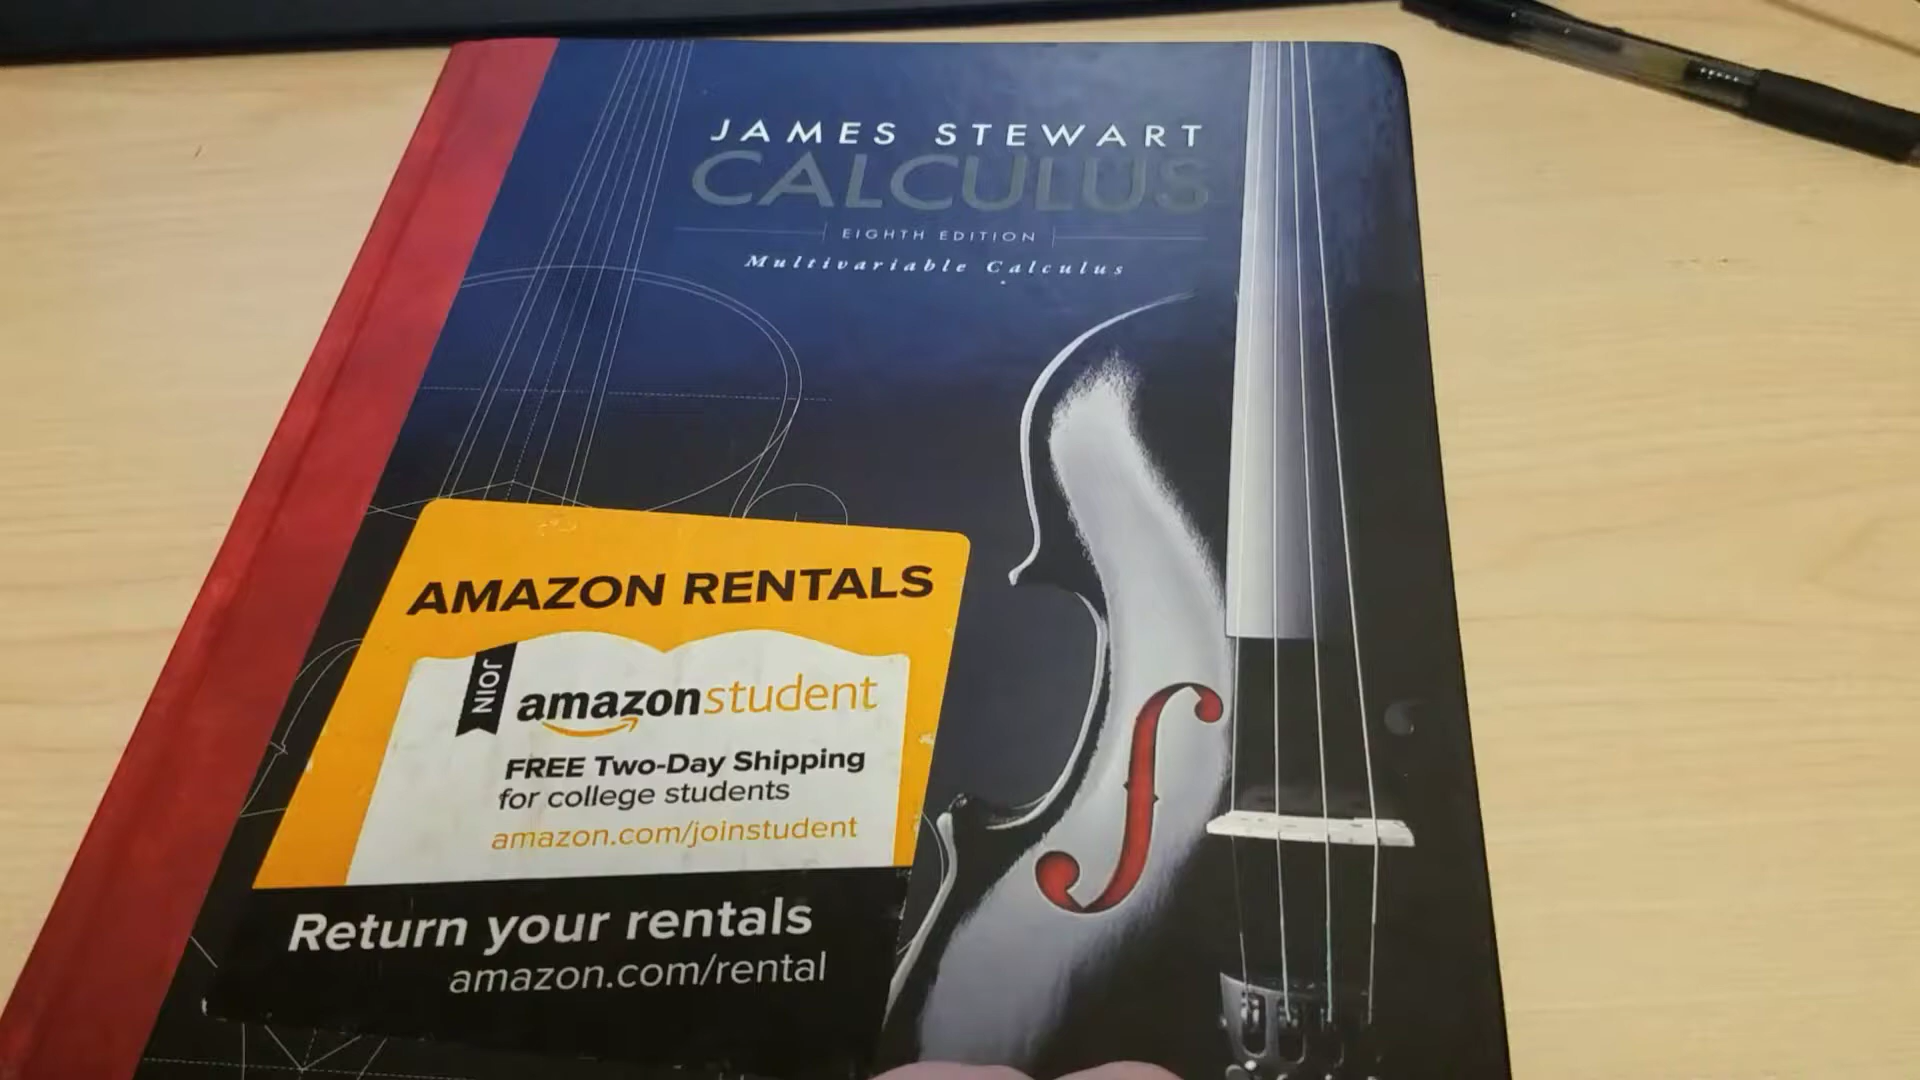 JAMES STEWART
CALCULUS
EIGHTH EDITION
Multivariable Calculus
AMAZON RENTALS
JOIN
amazonstudent
FREE Two-Day Shipping
for college students
amazon.com/joinstudent
Return your rentals
amazon.com/rental